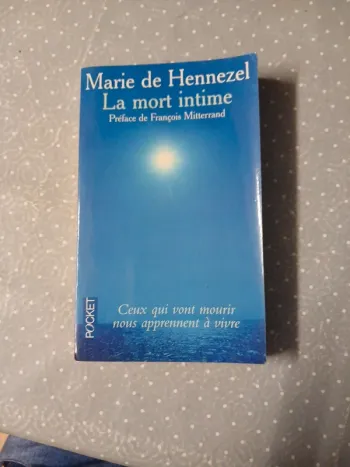 Marie de Hennezel
La mort intime
Préface de François Mitterrand
Ceux qui vont mourir
nous apprennent à vivre
POCKET